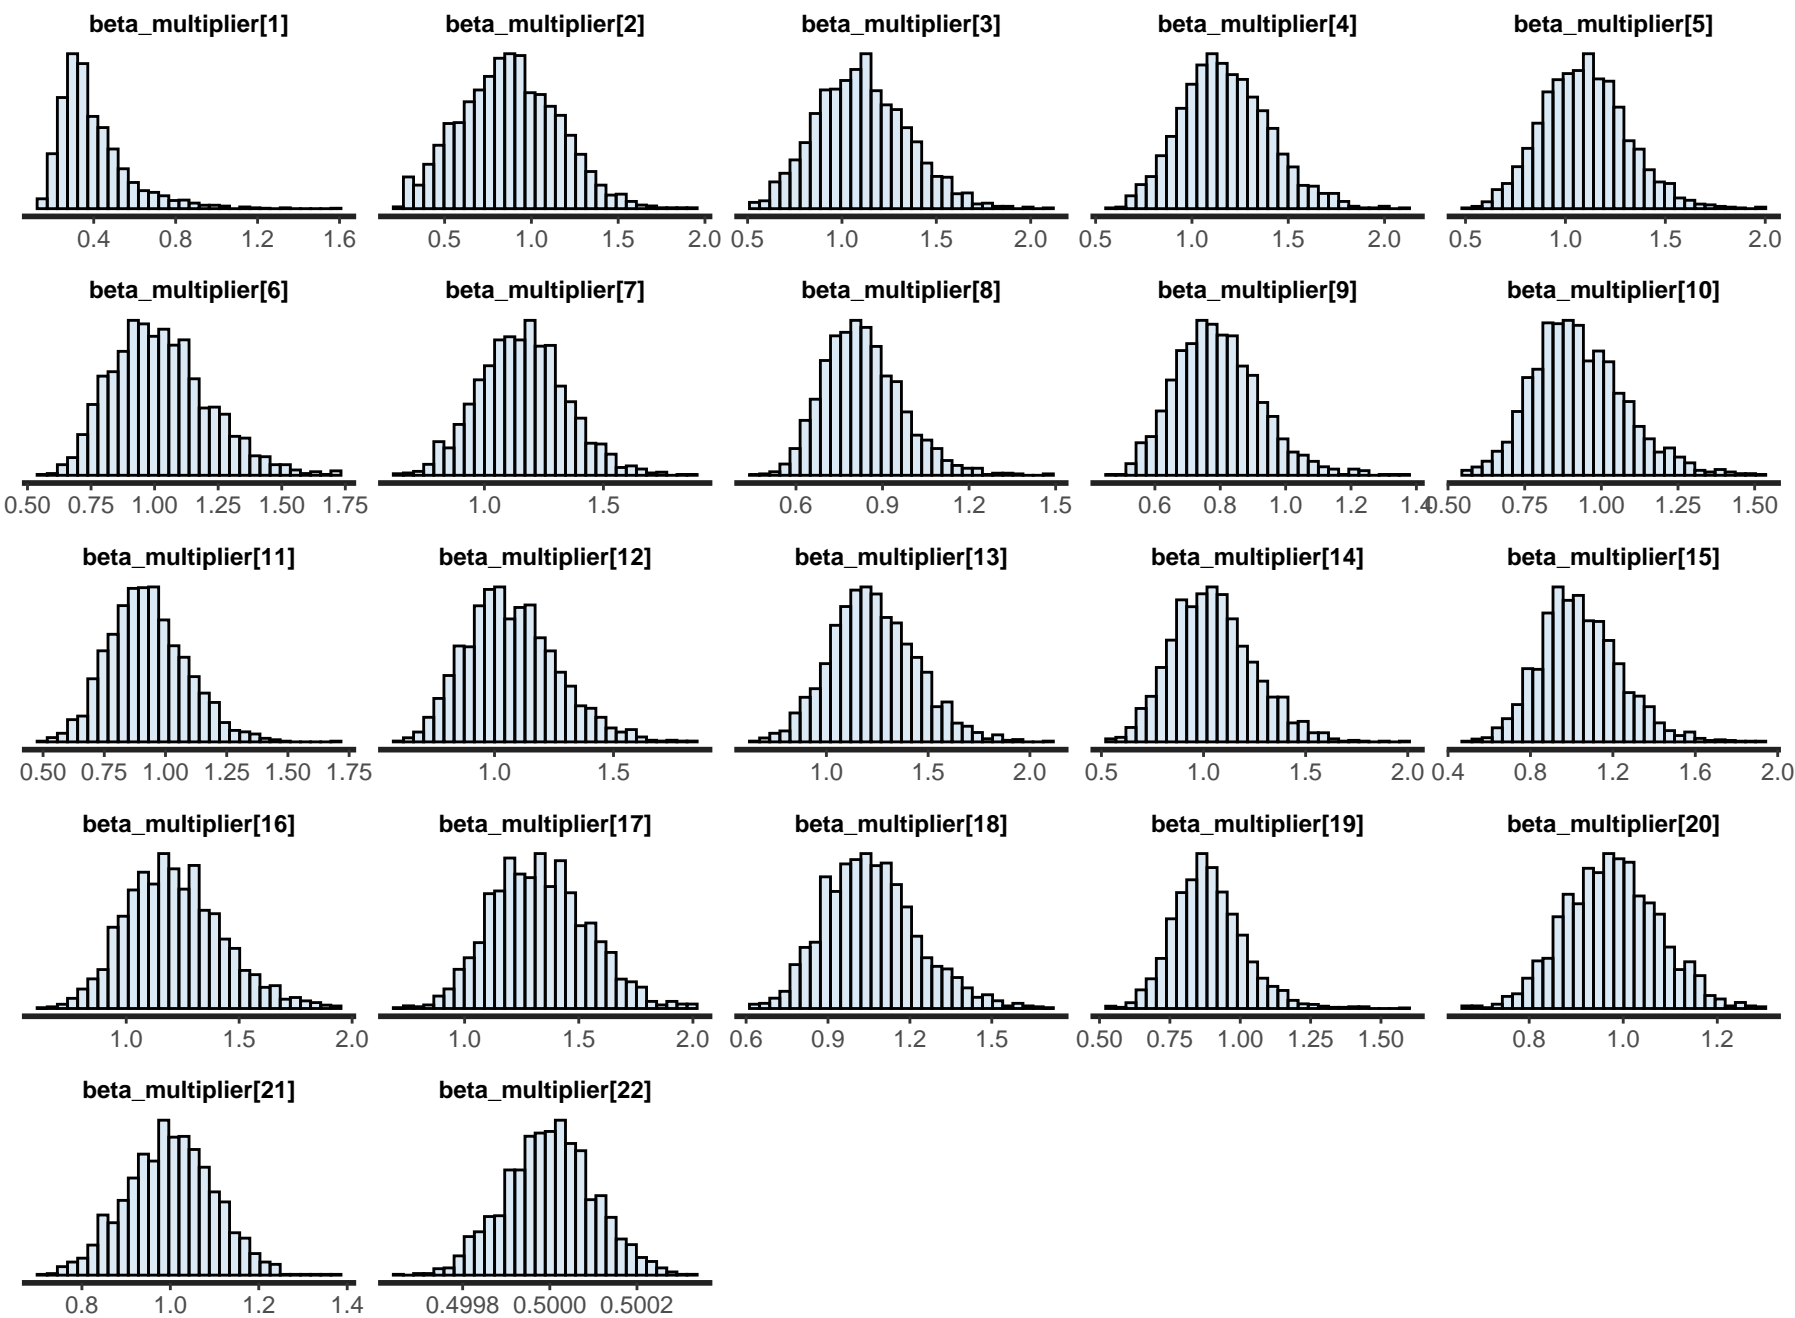 beta_multiplier[1] beta_multiplier[2] beta_multiplier[3] beta_multiplier[4] beta_multiplier[5]
0.4 0.8 1.2 1.6 0.5 1.0 1.5 2.0 0.5 1.0 1.5 2.0 0.5 1.0 1.5 2.0 0.5 1.0 1.5 2.0
beta_multiplier[6] beta_multiplier[7] beta_multiplier[8] beta_multiplier[9] beta_multiplier[10]
0.50 0.75 1.00 1.25 1.50 1.75 1.0 1.5 0.6 0.9 1.2 1.5 0.6 0.8 1.0 1.2 1.4 0.50 0.75 1.00 1.25 1.50
beta_multiplier[11] beta_multiplier[12] beta_multiplier[13] beta_multiplier[14] beta_multiplier[15]
0.50 0.75 1.00 1.25 1.50 1.75 1.0 1.5 1.0 1.5 2.0 0.5 1.0 1.5 2.0 0.4 0.8 1.2 1.6 2.0
beta_multiplier[16] beta_multiplier[17] beta_multiplier[18] beta_multiplier[19] beta_multiplier[20]
1.0 1.5 2.0 1.0 1.5 2.0 0.6 0.9 1.2 1.5 0.50 0.75 1.00 1.25 1.50 0.8 1.0 1.2
beta_multiplier[21] beta_multiplier[22]
0.8 1.0 1.2 1.4 0.4998 0.5000 0.5002